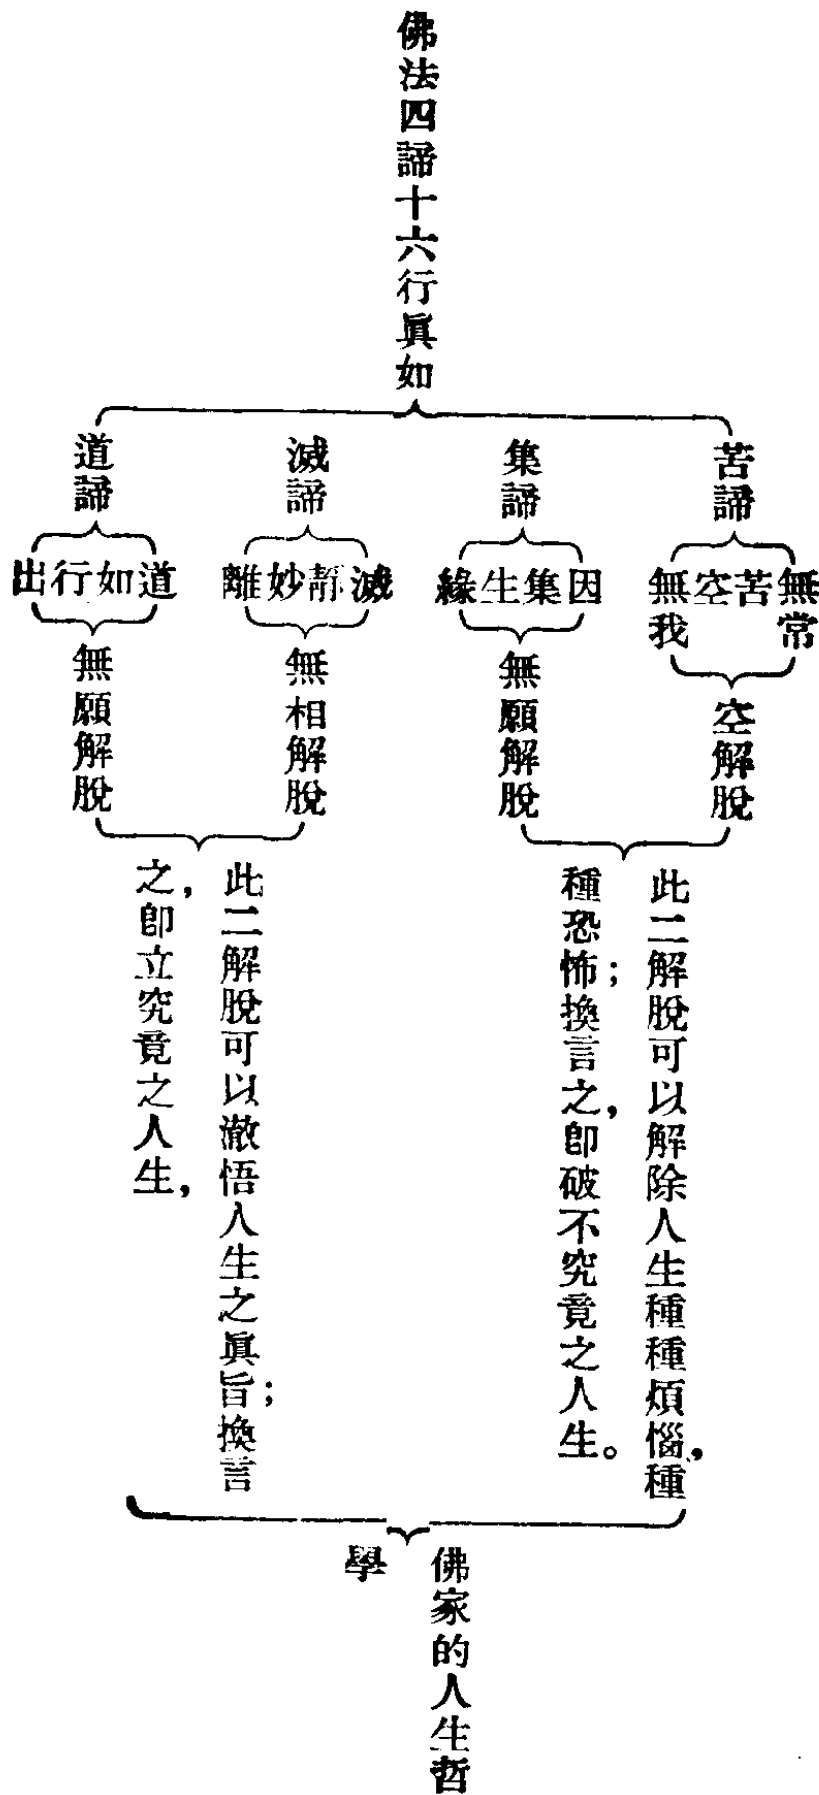 佛法四諦十六行眞如
苦諦
無常
苦
空
無我
空解脫
集諦
因
集
生
緣
無願解脫
此二解脫可以解除人生種種煩惱，種
種恐怖；換言之，卽破不究竟之人生。
滅諦
滅
靜
妙
離
無相解脫
道諦
道
如
行
出
無願解脫
此二解脫可以澈悟人生之眞旨；換言
之，卽立究竟之人生，
佛家的人生哲
學